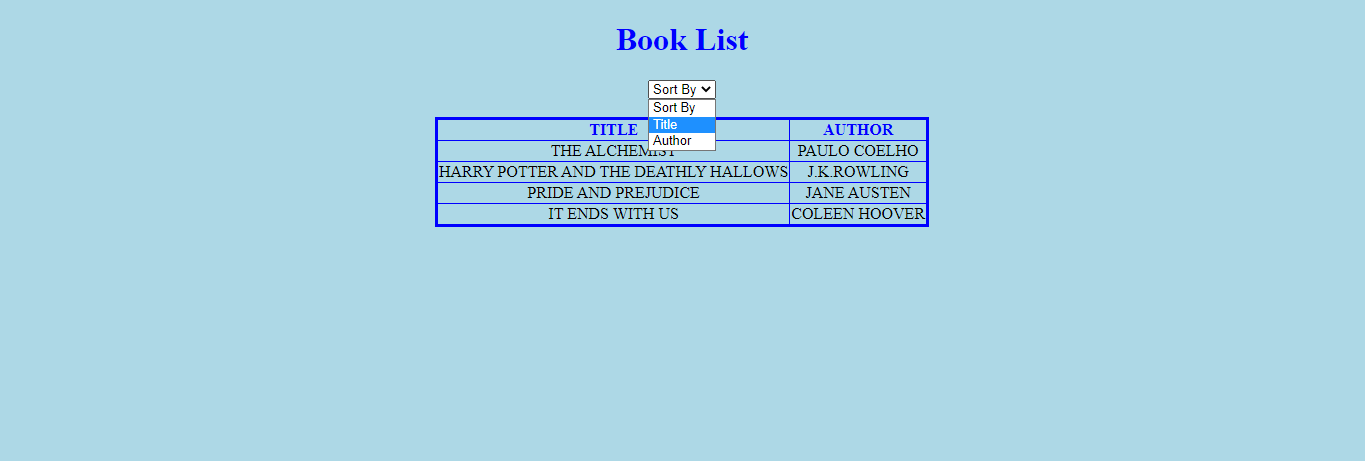 Book List
Sort By
Sort By
Title
Author
TITLE AUTHOR
THE ALCHEMIST PAULO COELHO
HARRY POTTER AND THE DEATHLY HALLOWS J.K.ROWLING
PRIDE AND PREJUDICE JANE AUSTEN
IT ENDS WITH US COLEEN HOOVER